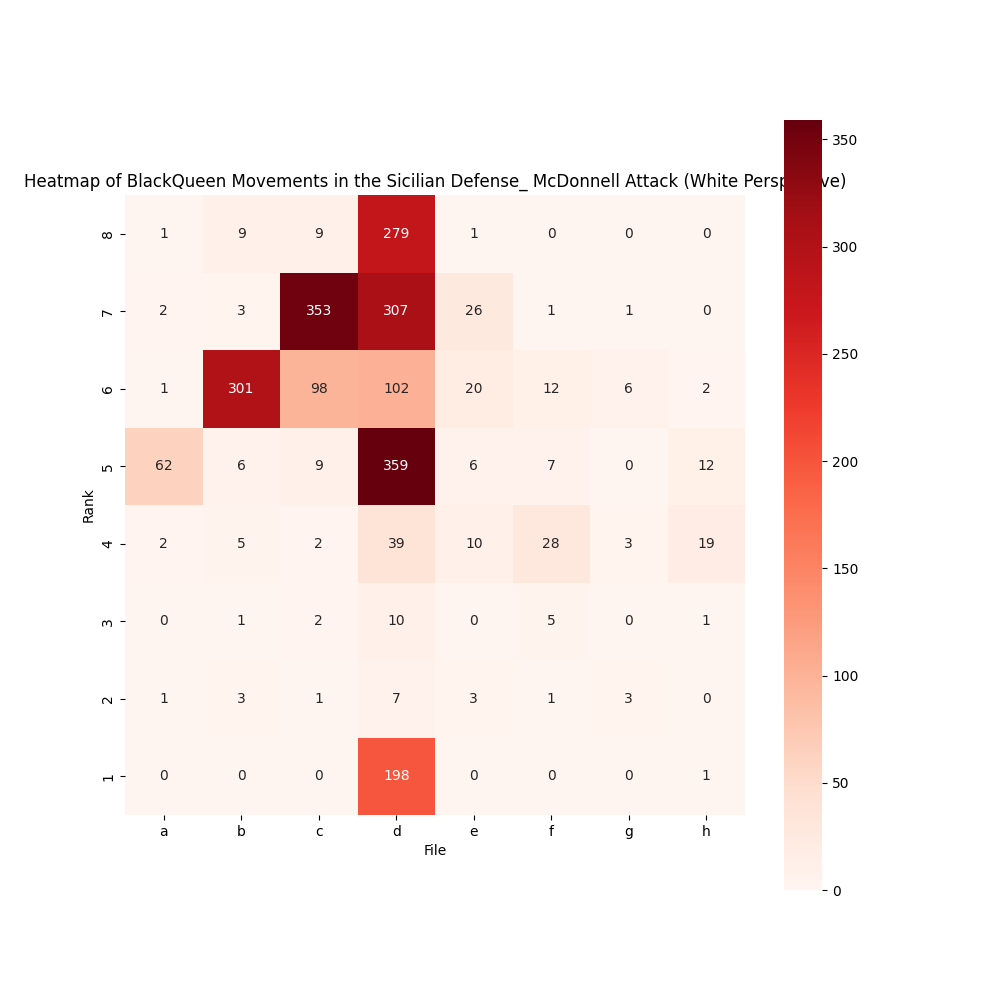 Heatmap of BlackQueen Movements in the Sicilian Defense_ McDonnell Attack (White Persp ve)
8 1 9 9 279 1 0 0 0
7 2 3 353 307 26 1 1 0
6 1 301 98 102 20 12 6 2
5 62 6 9 359 6 7 0 12
4 2 5 2 39 10 28 3 19
3 0 1 2 10 0 5 0 1
2 1 3 1 7 3 1 3 0
1 0 0 0 198 0 0 0 1
a b c d e f g h
Rank
File
350
300
250
200
150
100
50
0